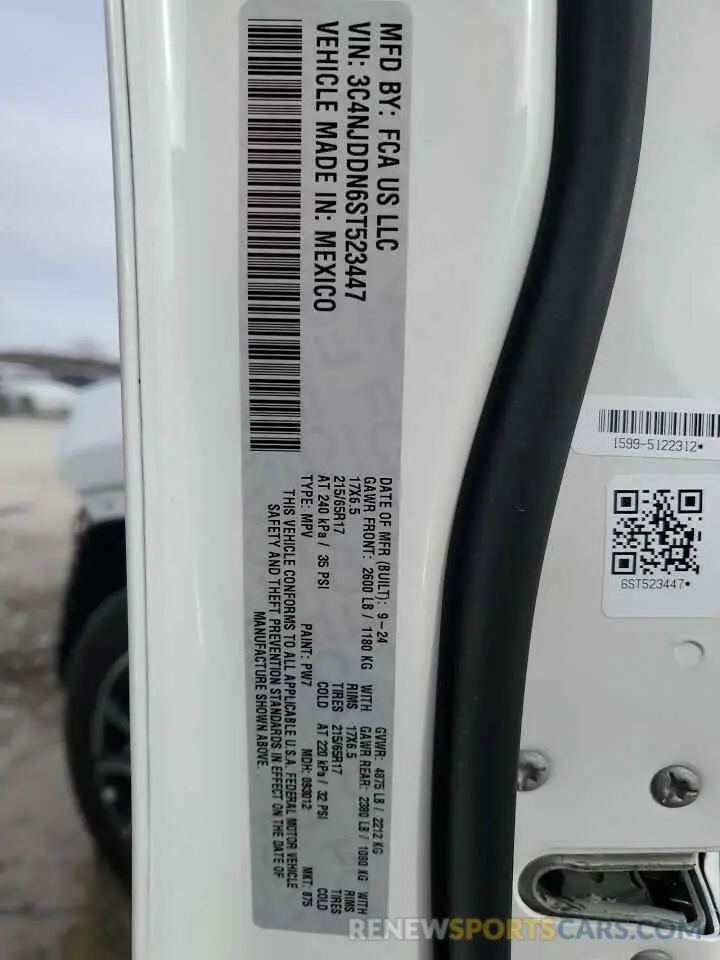 MFD BY: FCA US LLC
VIN: 3C4NJDDN6ST523447
VEHICLE MADE IN: MEXICO
DATE OF MFR (BUILT): 9-24 GVWR: 4875 LB / 2212 KG
GAWR FRONT: 2600 LB / 1180 KG WITH GAWR REAR: 2380 LB / 1080 KG WITH
17X6.5 RIMS 17X6.5 RIMS
215/65R17 TIRES 215/65R17 TIRES
AT 240 kPa / 35 PSI COLD AT 220 kPa / 32 PSI COLD
TYPE: MPV PAINT: PW7 MDH: 093012 MKT: 875
THIS VEHICLE CONFORMS TO ALL APPLICABLE U.S.A. FEDERAL MOTOR VEHICLE
SAFETY AND THEFT PREVENTION STANDARDS IN EFFECT ON THE DATE OF
MANUFACTURE SHOWN ABOVE.
1599-5122312*
6ST523447*
RENEWSPORTSCARS.COM